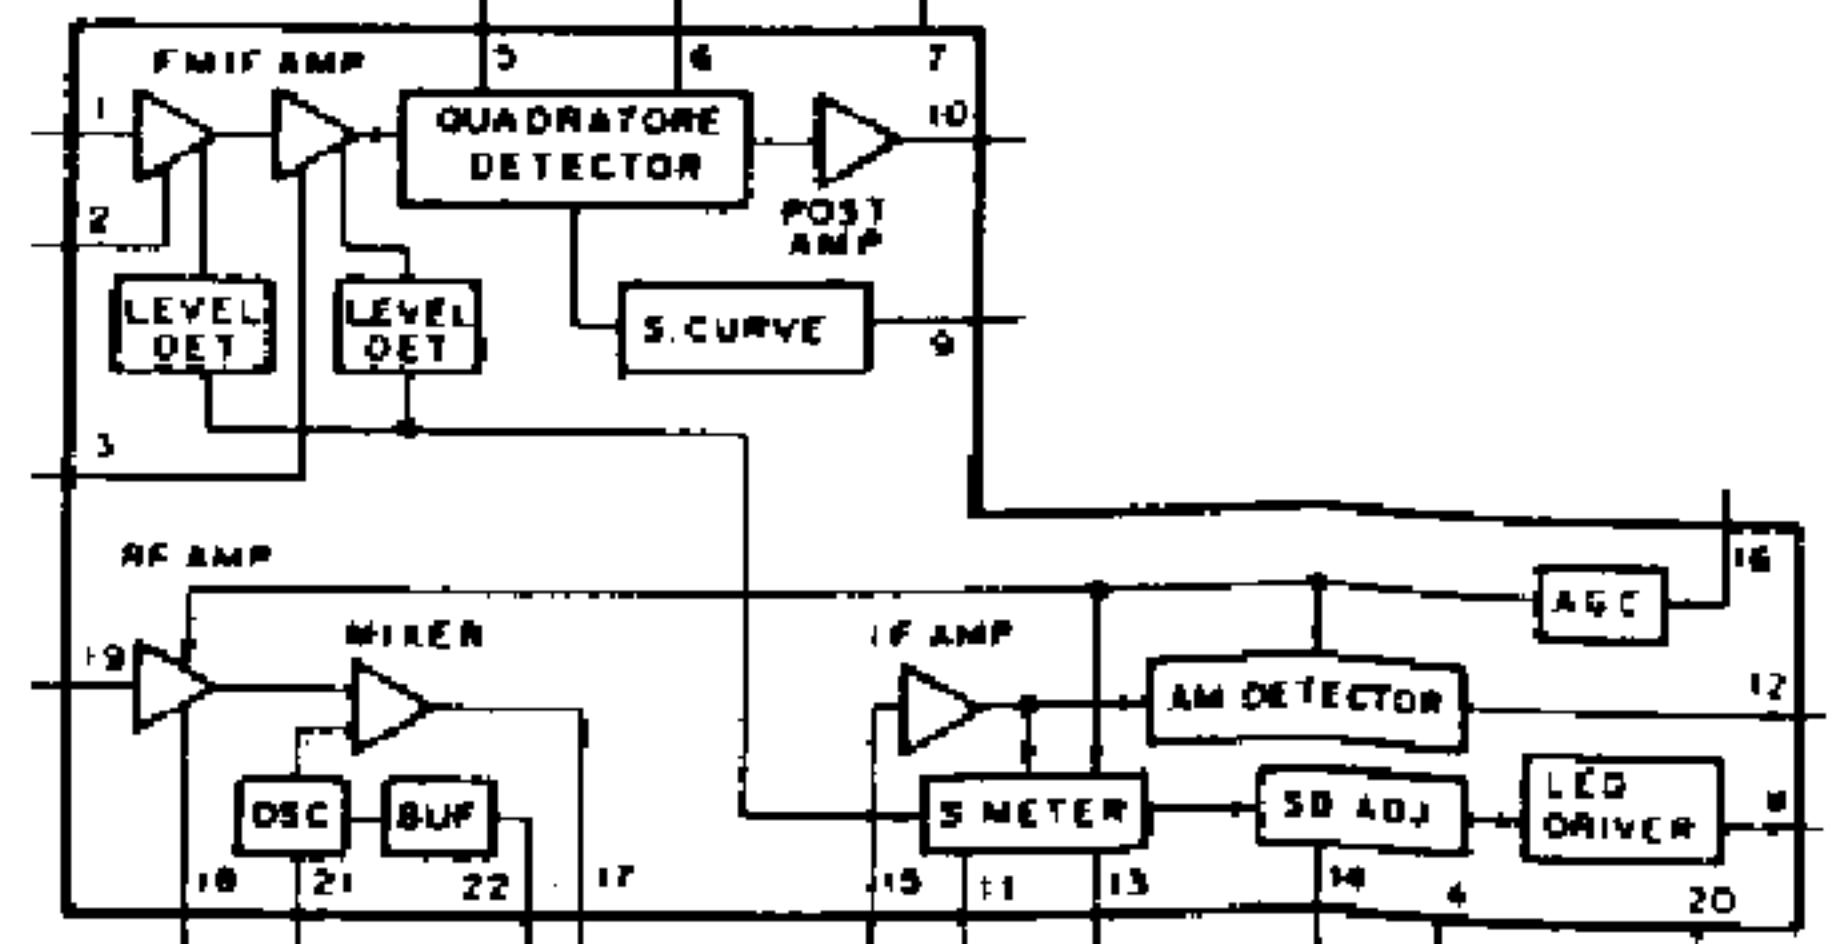 FM IF AMP
5
6
7
1
QUADRATORE
DETECTOR
10
2
POST
AMP
LEVEL
DET
LEVEL
DET
S.CURVE
9
3
RF AMP
16
AGC
19
MIXER
IF AMP
AM DETECTOR
12
OSC
BUF
S METER
SD ADJ
LED
DRIVER
8
18
21
22
17
15
11
13
14
4
20